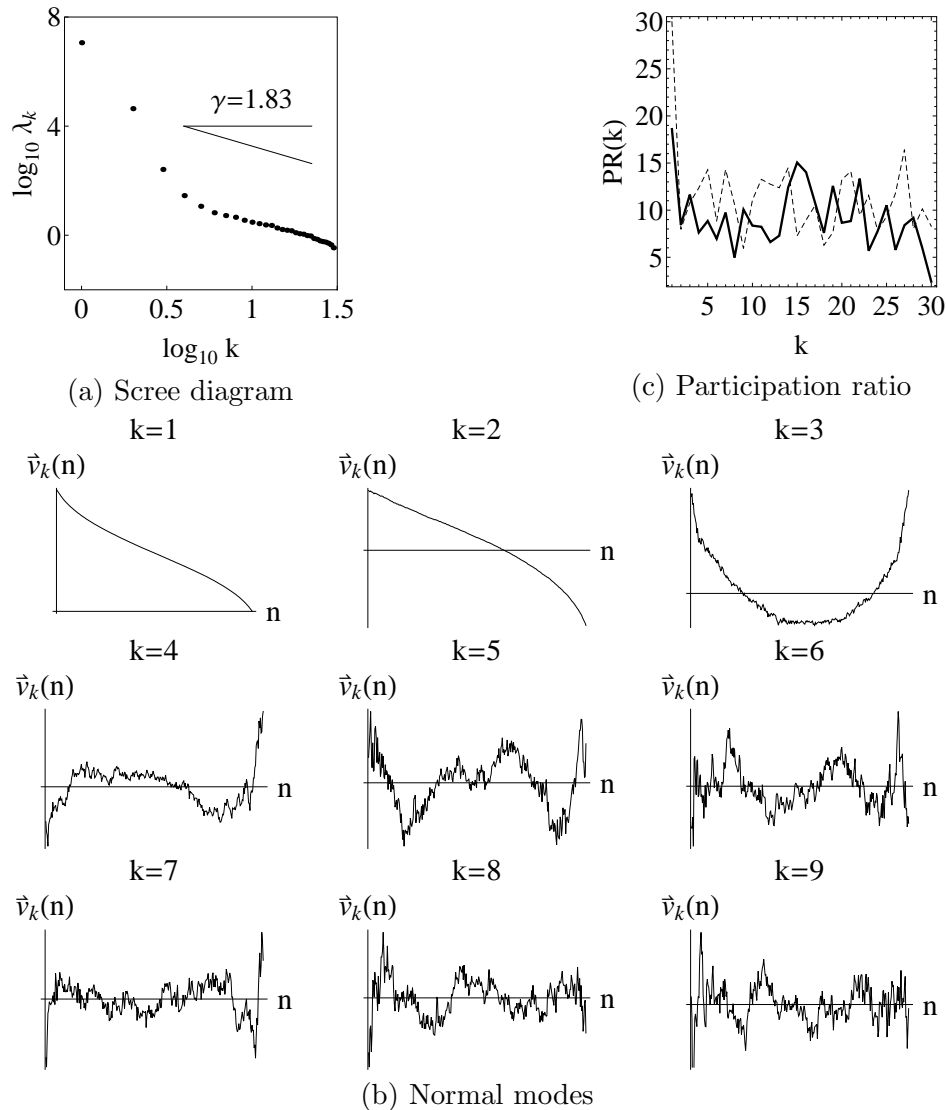 8
4
0
log₁₀ λₖ
γ=1.83
0 0.5 1.0 1.5
log₁₀ k
(a) Scree diagram
30
25
20
15
10
5
PR(k)
5 10 15 20 25 30
k
(c) Participation ratio
k=1 k=2 k=3
v⃗ₖ(n) v⃗ₖ(n) v⃗ₖ(n)
n n n
k=4 k=5 k=6
v⃗ₖ(n) v⃗ₖ(n) v⃗ₖ(n)
n n n
k=7 k=8 k=9
v⃗ₖ(n) v⃗ₖ(n) v⃗ₖ(n)
n n n
(b) Normal modes